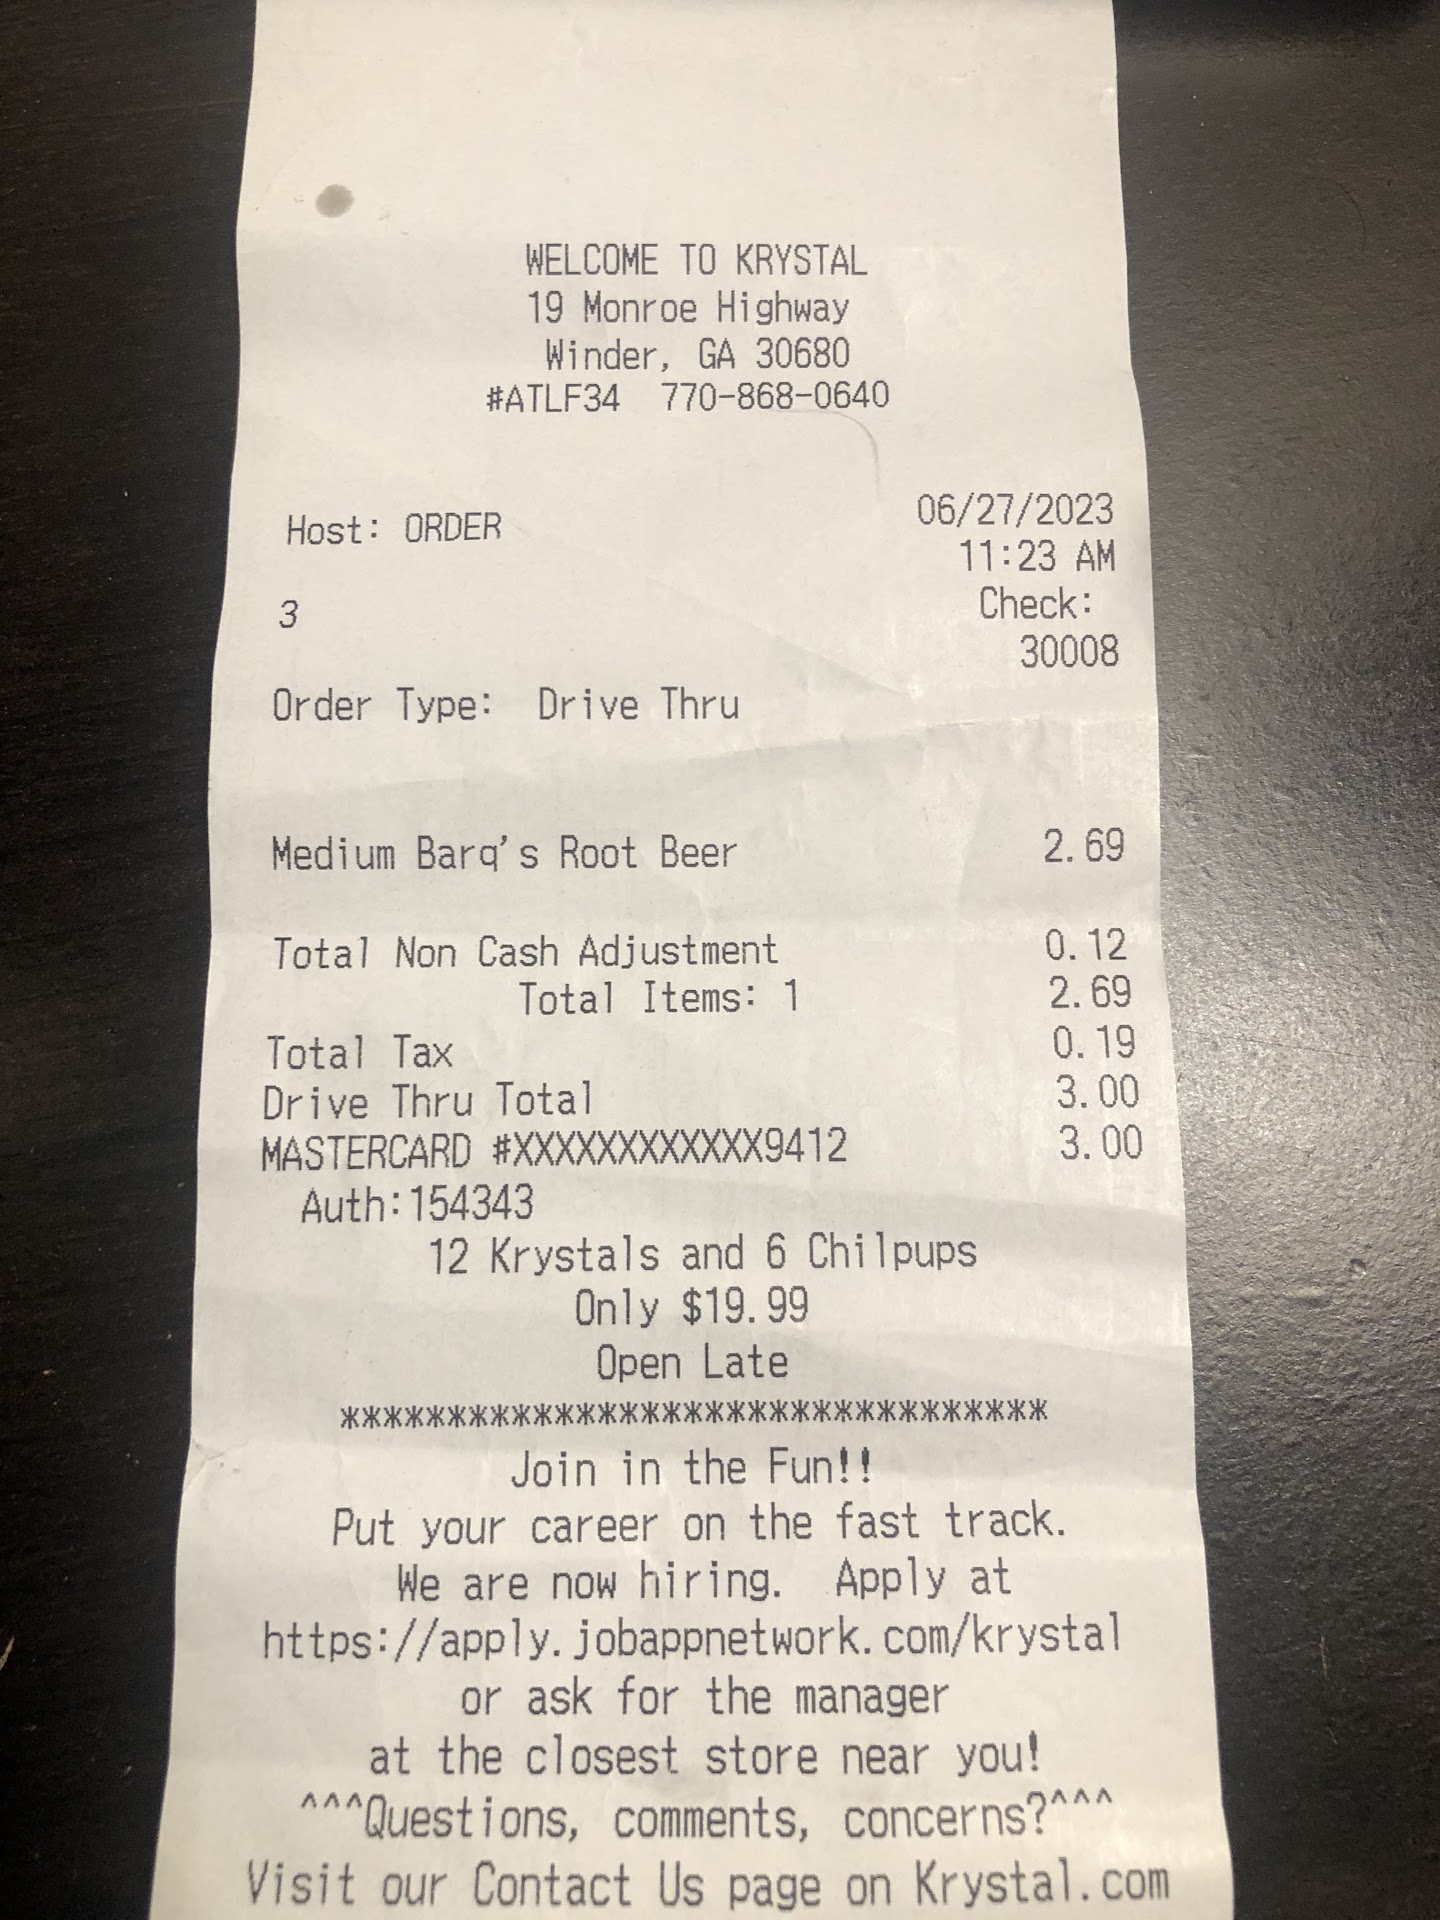 WELCOME TO KRYSTAL
19 Monroe Highway
Winder, GA 30680
#ATLF34 770-868-0640
Host: ORDER 06/27/2023
11:23 AM
3 Check:
30008
Order Type: Drive Thru
Medium Barq's Root Beer 2.69
Total Non Cash Adjustment 0.12
Total Items: 1 2.69
Total Tax 0.19
Drive Thru Total 3.00
MASTERCARD #XXXXXXXXXXXX9412 3.00
Auth:154343
12 Krystals and 6 Chilpups
Only $19.99
Open Late
*********************************
Join in the Fun!!
Put your career on the fast track.
We are now hiring. Apply at
https://apply.jobappnetwork.com/krystal
or ask for the manager
at the closest store near you!
^^^Questions, comments, concerns?^^^
Visit our Contact Us page on Krystal.com